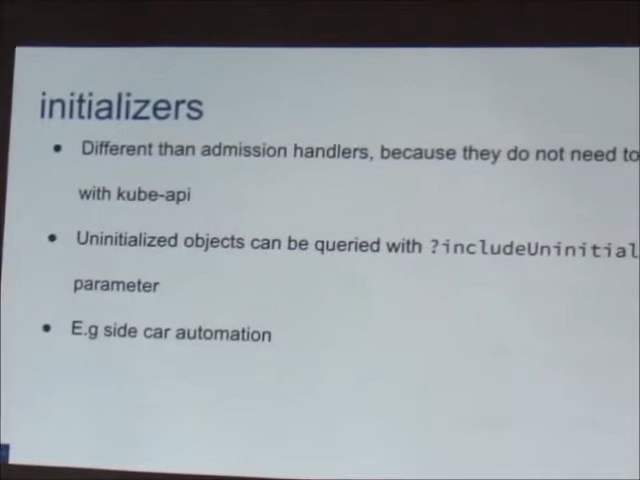 initializers
• Different than admission handlers, because they do not need to
with kube-api
• Uninitialized objects can be queried with ?includeUninitial
parameter
• E.g side car automation